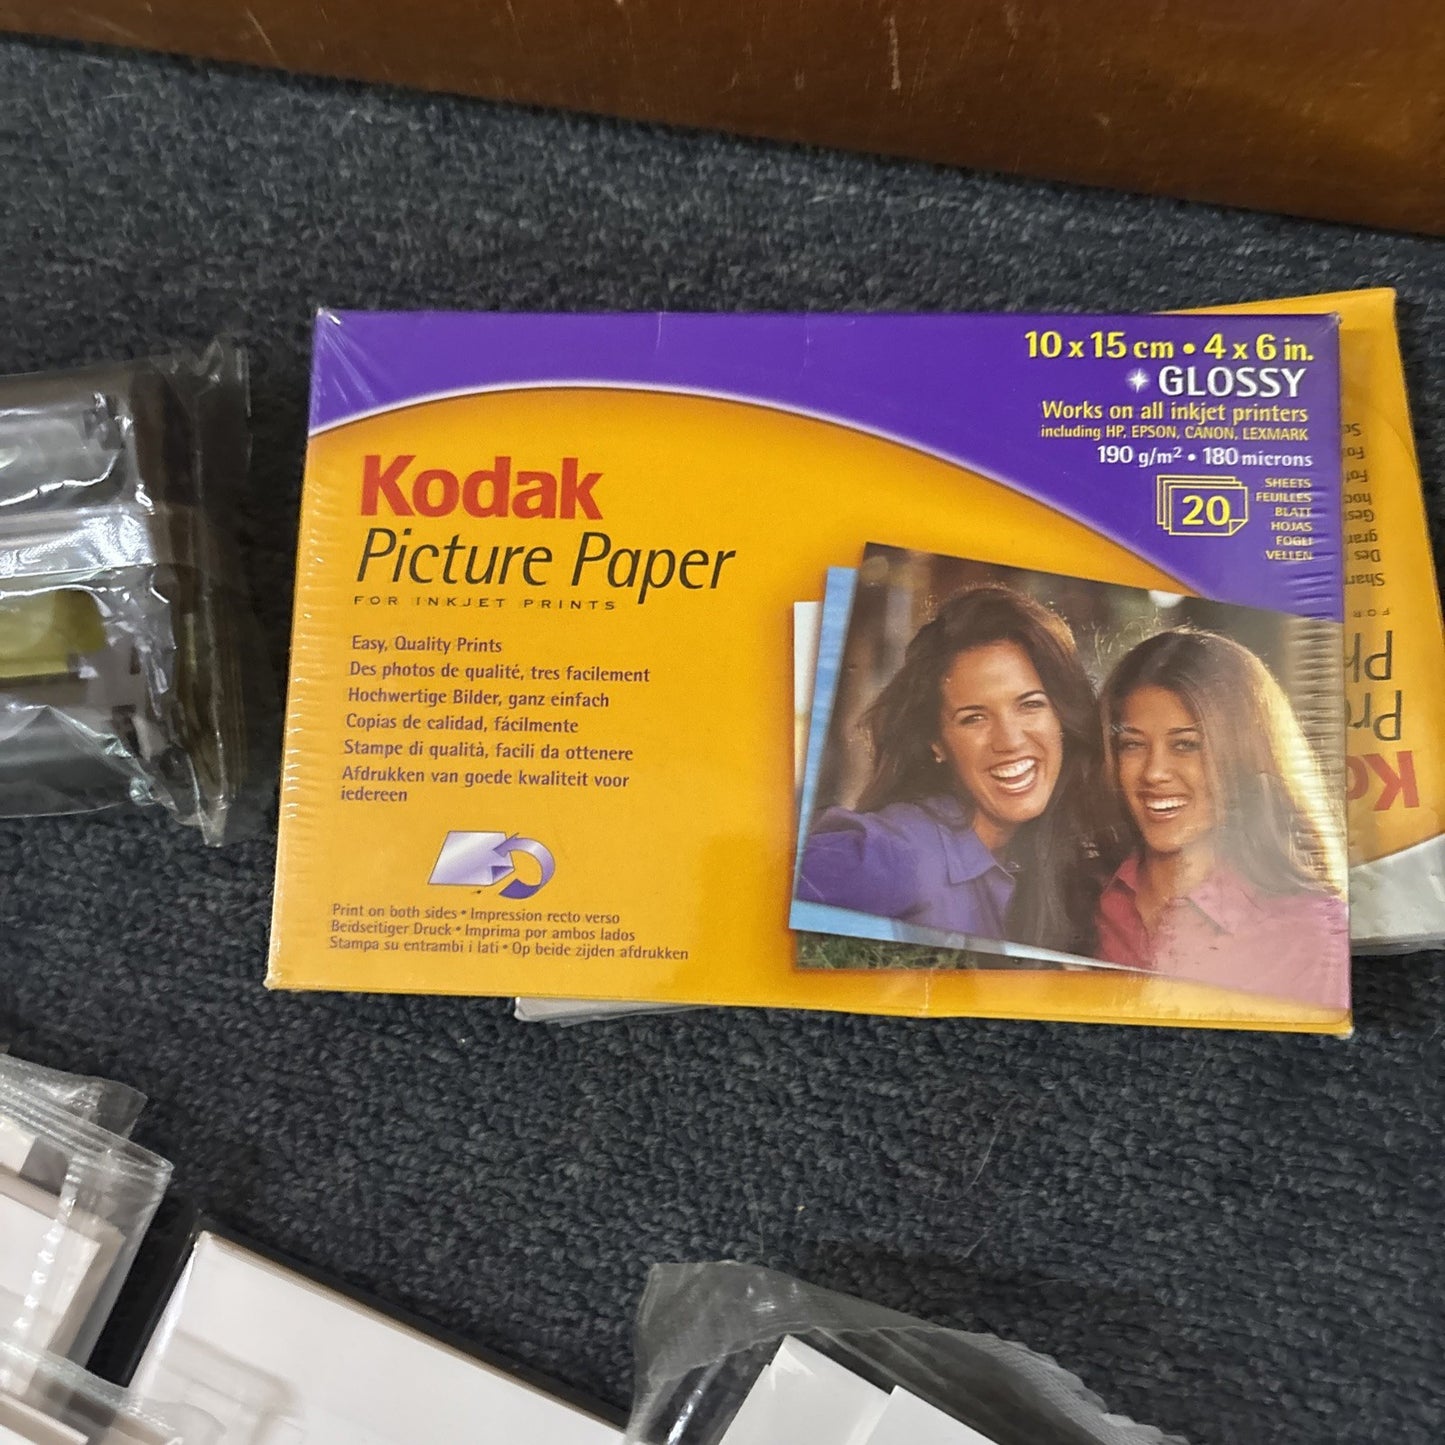 10 x 15 cm • 4 x 6 in.
GLOSSY
Works on all inkjet printers
including HP, EPSON, CANON, LEXMARK
190 g/m² • 180 microns
20
SHEETS
FEUILLES
BLATT
HOJAS
FOGLI
VELLEN
Kodak
Picture Paper
FOR INKJET PRINTS
Easy, Quality Prints
Des photos de qualité, tres facilement
Hochwertige Bilder, ganz einfach
Copias de calidad, fácilmente
Stampe di qualità, facili da ottenere
Afdrukken van goede kwaliteit voor
iedereen
Print on both sides • Impression recto verso
Beidseitiger Druck • Imprima por ambos lados
Stampa su entrambi i lati • Op beide zijden afdrukken